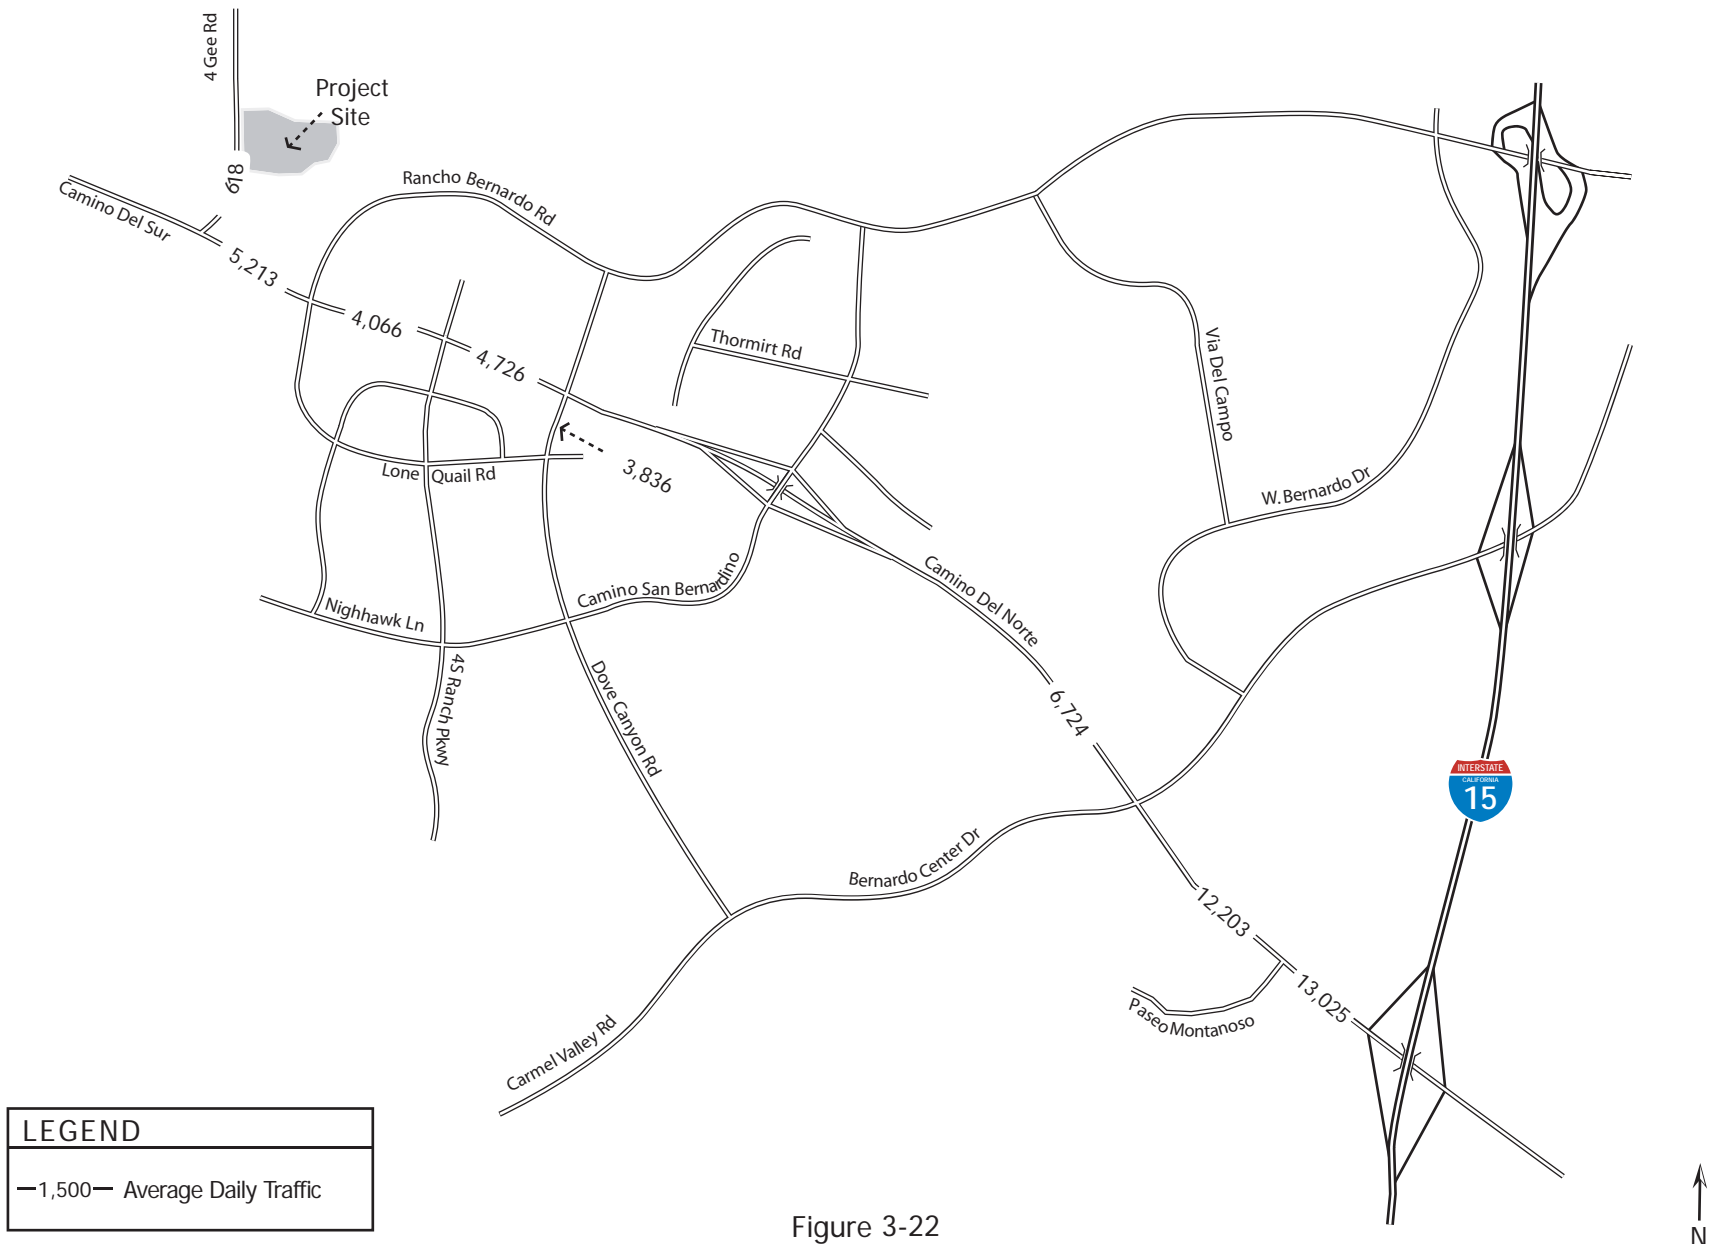 4 Gee Rd
Project
Site
618
Camino Del Sur
Rancho Bernardo Rd
5,213
4,066
4,726
Thormirt Rd
Via Del Campo
3,836
Lone Quail Rd
W. Bernardo Dr
Camino San Bernardino
Camino Del Norte
Nighhawk Ln
4S Ranch Pkwy
Dove Canyon Rd
6,724
INTERSTATE
CALIFORNIA
15
Bernardo Center Dr
12,203
13,025
Paseo Montanoso
Carmel Valley Rd
LEGEND
1,500 Average Daily Traffic
Figure 3-22
N